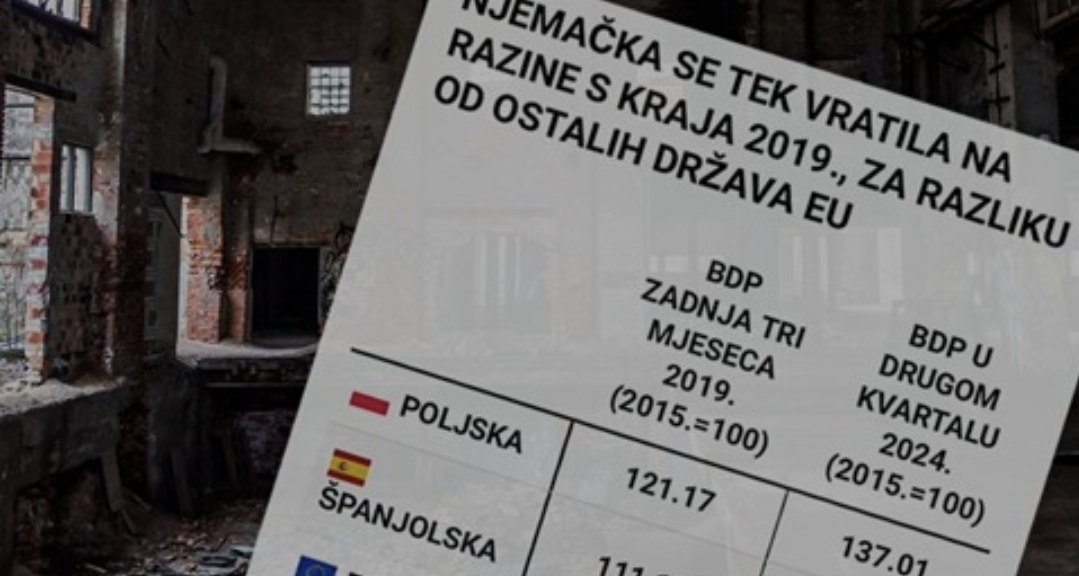 NJEMAČKA SE TEK VRATILA NA
RAZINE S KRAJA 2019., ZA RAZLIKU
OD OSTALIH DRŽAVA EU
BDP
ZADNJA TRI
MJESECA
2019.
(2015.=100)
BDP U
DRUGOM
KVARTALU
2024.
(2015.=100)
POLJSKA
121.17
137.01
ŠPANJOLSKA